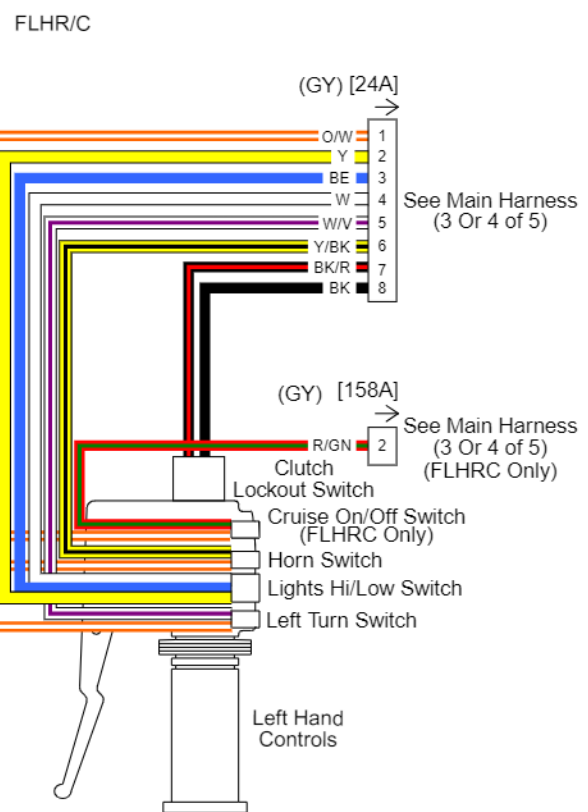 FLHR/C
(GY) [24A]
O/W 1
Y 2
BE 3
W 4
W/V 5
Y/BK 6
BK/R 7
BK 8
See Main Harness
(3 Or 4 of 5)
(GY) [158A]
R/GN 2
See Main Harness
(3 Or 4 of 5)
(FLHRC Only)
Clutch
Lockout Switch
Cruise On/Off Switch
(FLHRC Only)
Horn Switch
Lights Hi/Low Switch
Left Turn Switch
Left Hand
Controls